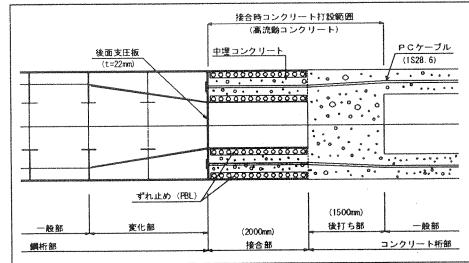 接合時コンクリート打設範囲
(高流動コンクリート)
後面支圧板
(t=22mm)
中埋コンクリート
PCケーブル
(1S28.6)
ずれ止め (PBL)
(1500mm)
(2000mm)
一般部
変化部
接合部
後打ち部
一般部
鋼桁部
コンクリート桁部